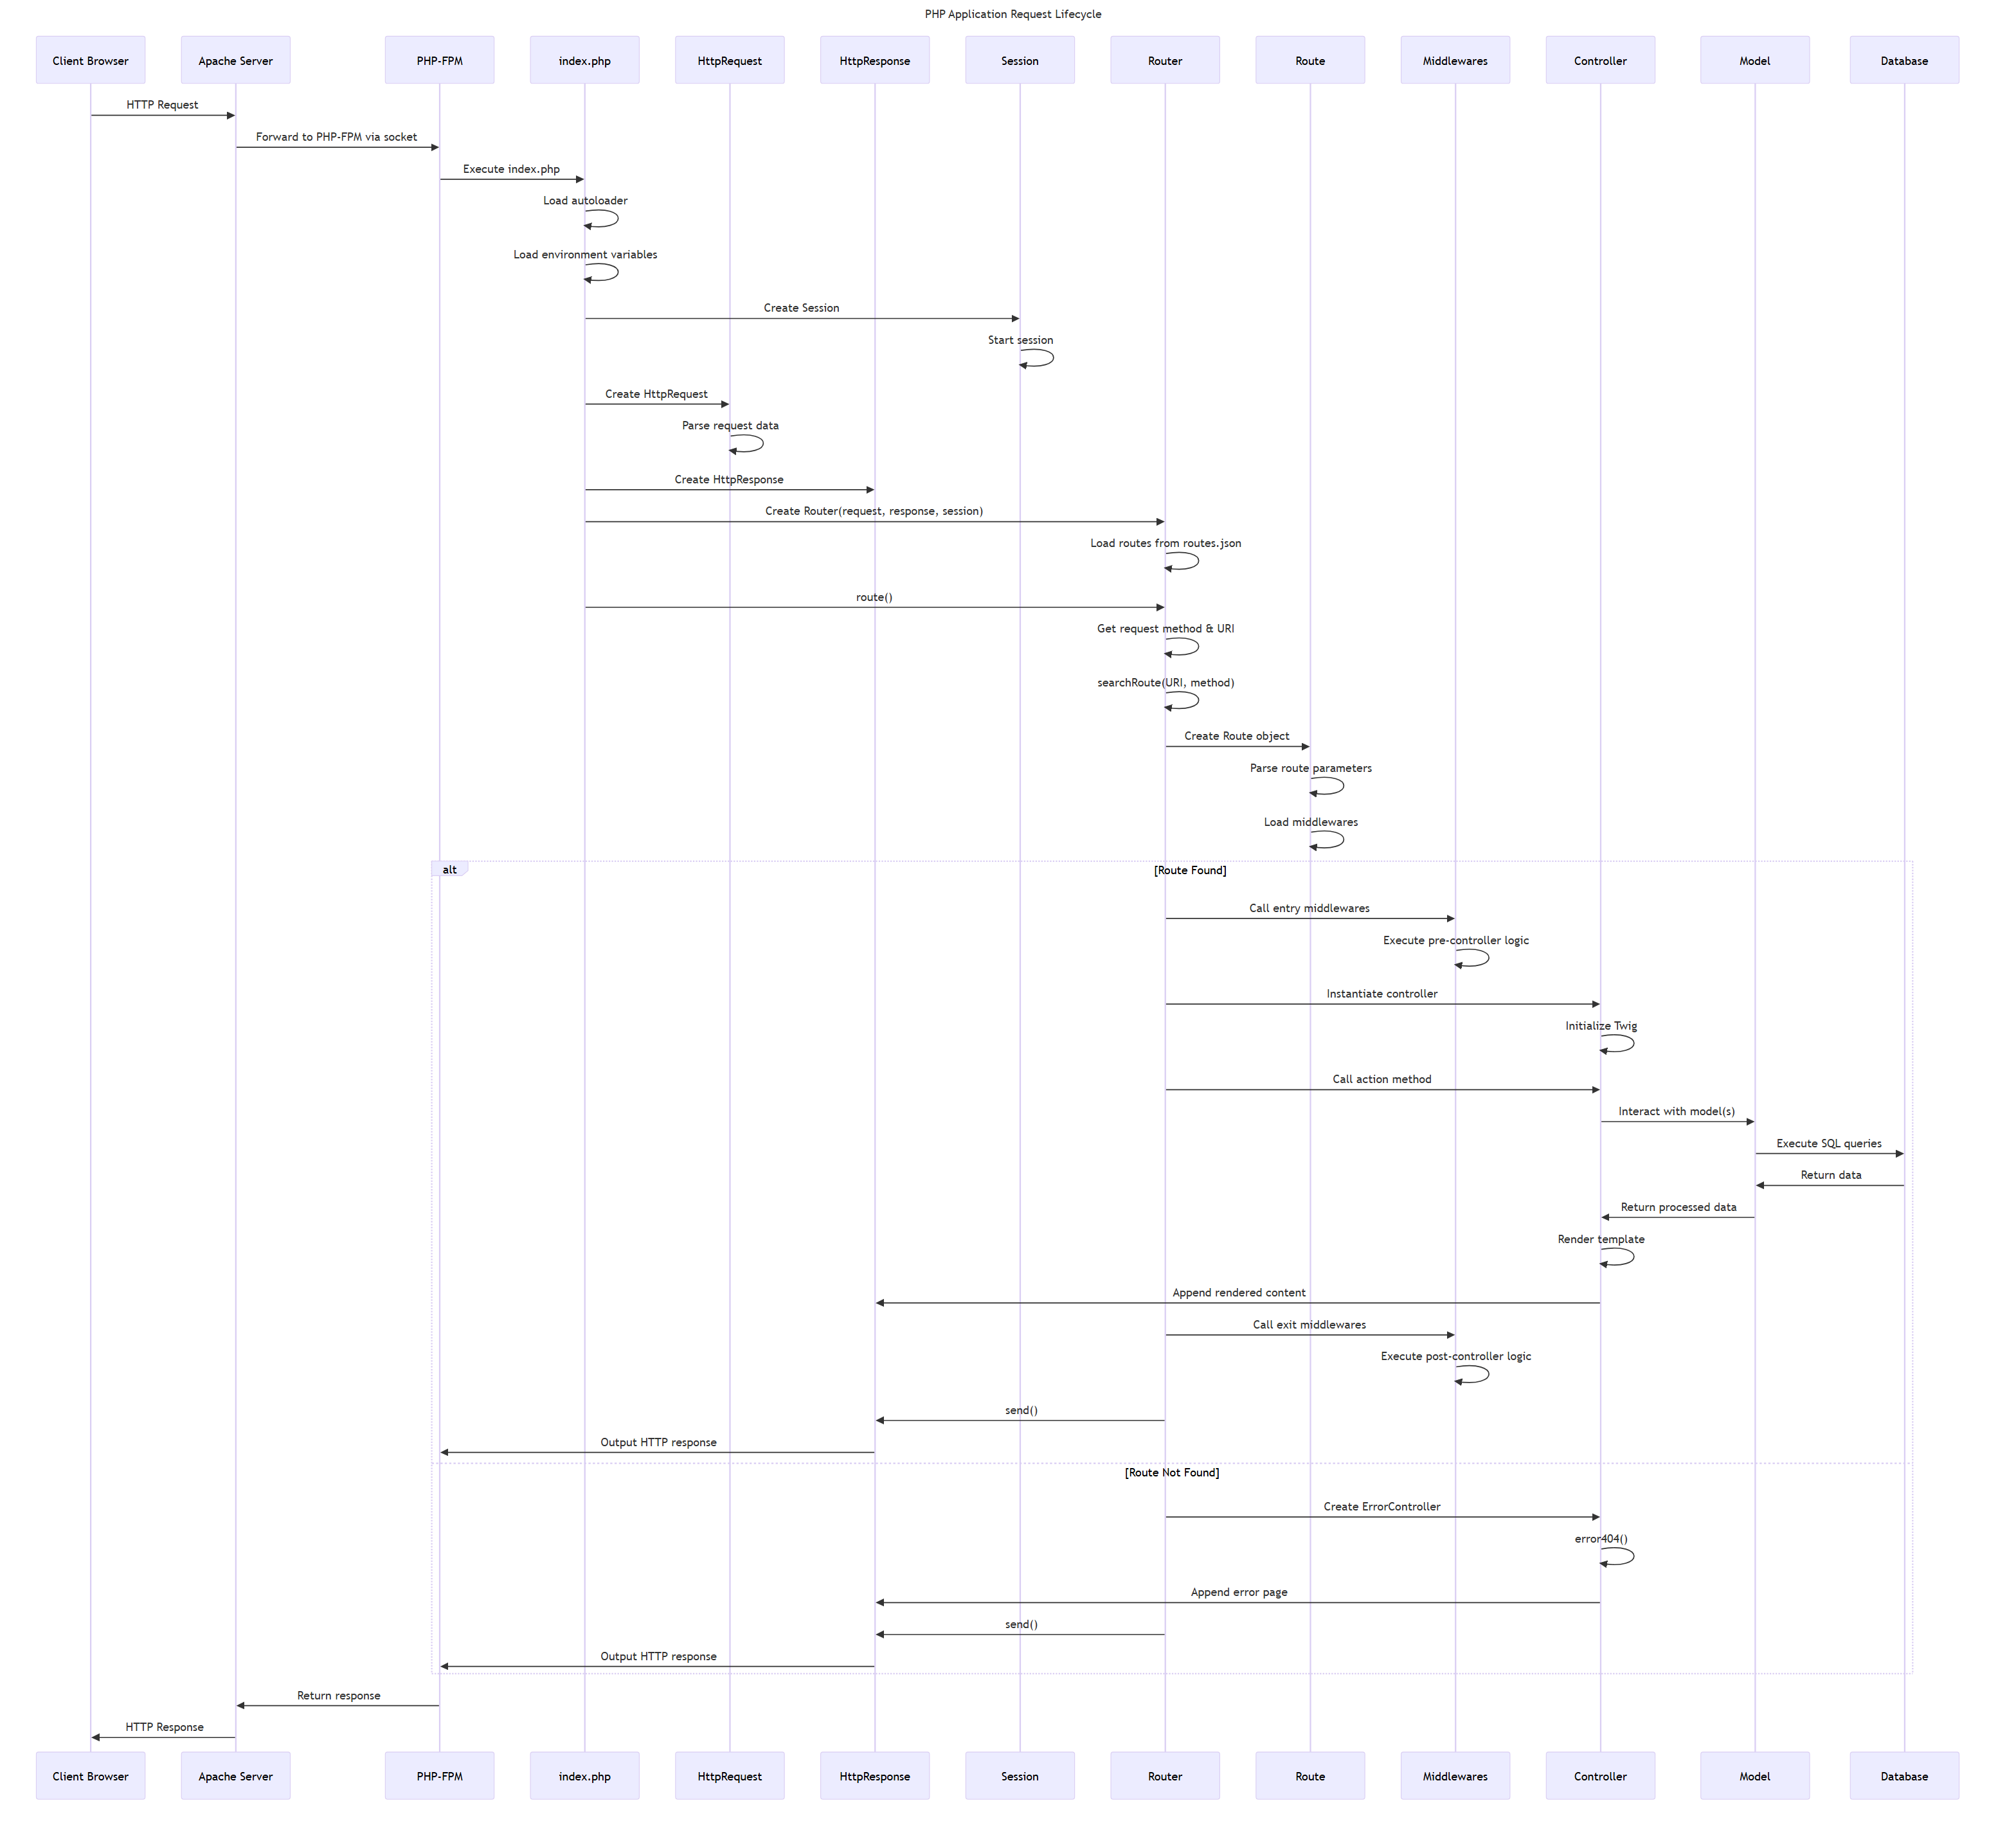 PHP Application Request Lifecycle
Client Browser
Apache Server
PHP-FPM
index.php
HttpRequest
HttpResponse
Session
Router
Route
Middlewares
Controller
Model
Database
HTTP Request
Forward to PHP-FPM via socket
Execute index.php
Load autoloader
Load environment variables
Create Session
Start session
Create HttpRequest
Parse request data
Create HttpResponse
Create Router(request, response, session)
Load routes from routes.json
route()
Get request method & URI
searchRoute(URI, method)
Create Route object
Parse route parameters
Load middlewares
alt
[Route Found]
Call entry middlewares
Execute pre-controller logic
Instantiate controller
Initialize Twig
Call action method
Interact with model(s)
Execute SQL queries
Return data
Return processed data
Render template
Append rendered content
Call exit middlewares
Execute post-controller logic
send()
Output HTTP response
[Route Not Found]
Create ErrorController
error404()
Append error page
send()
Output HTTP response
Return response
HTTP Response
Client Browser
Apache Server
PHP-FPM
index.php
HttpRequest
HttpResponse
Session
Router
Route
Middlewares
Controller
Model
Database